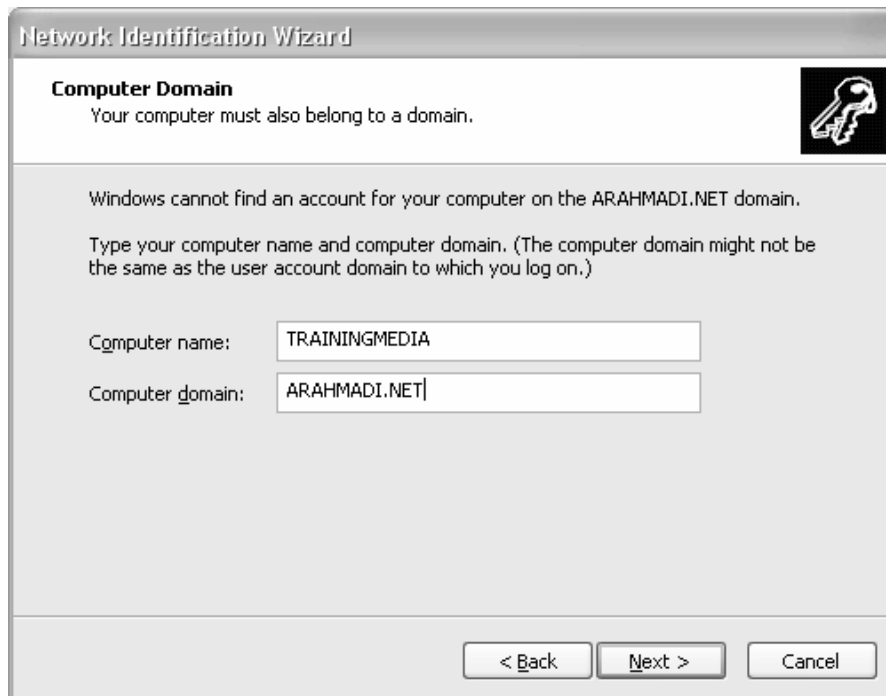 Network Identification Wizard
Computer Domain
Your computer must also belong to a domain.
Windows cannot find an account for your computer on the ARAHMADI.NET domain.
Type your computer name and computer domain. (The computer domain might not be
the same as the user account domain to which you log on.)
Computer name: TRAININGMEDIA
Computer domain: ARAHMADI.NET
< Back Next > Cancel